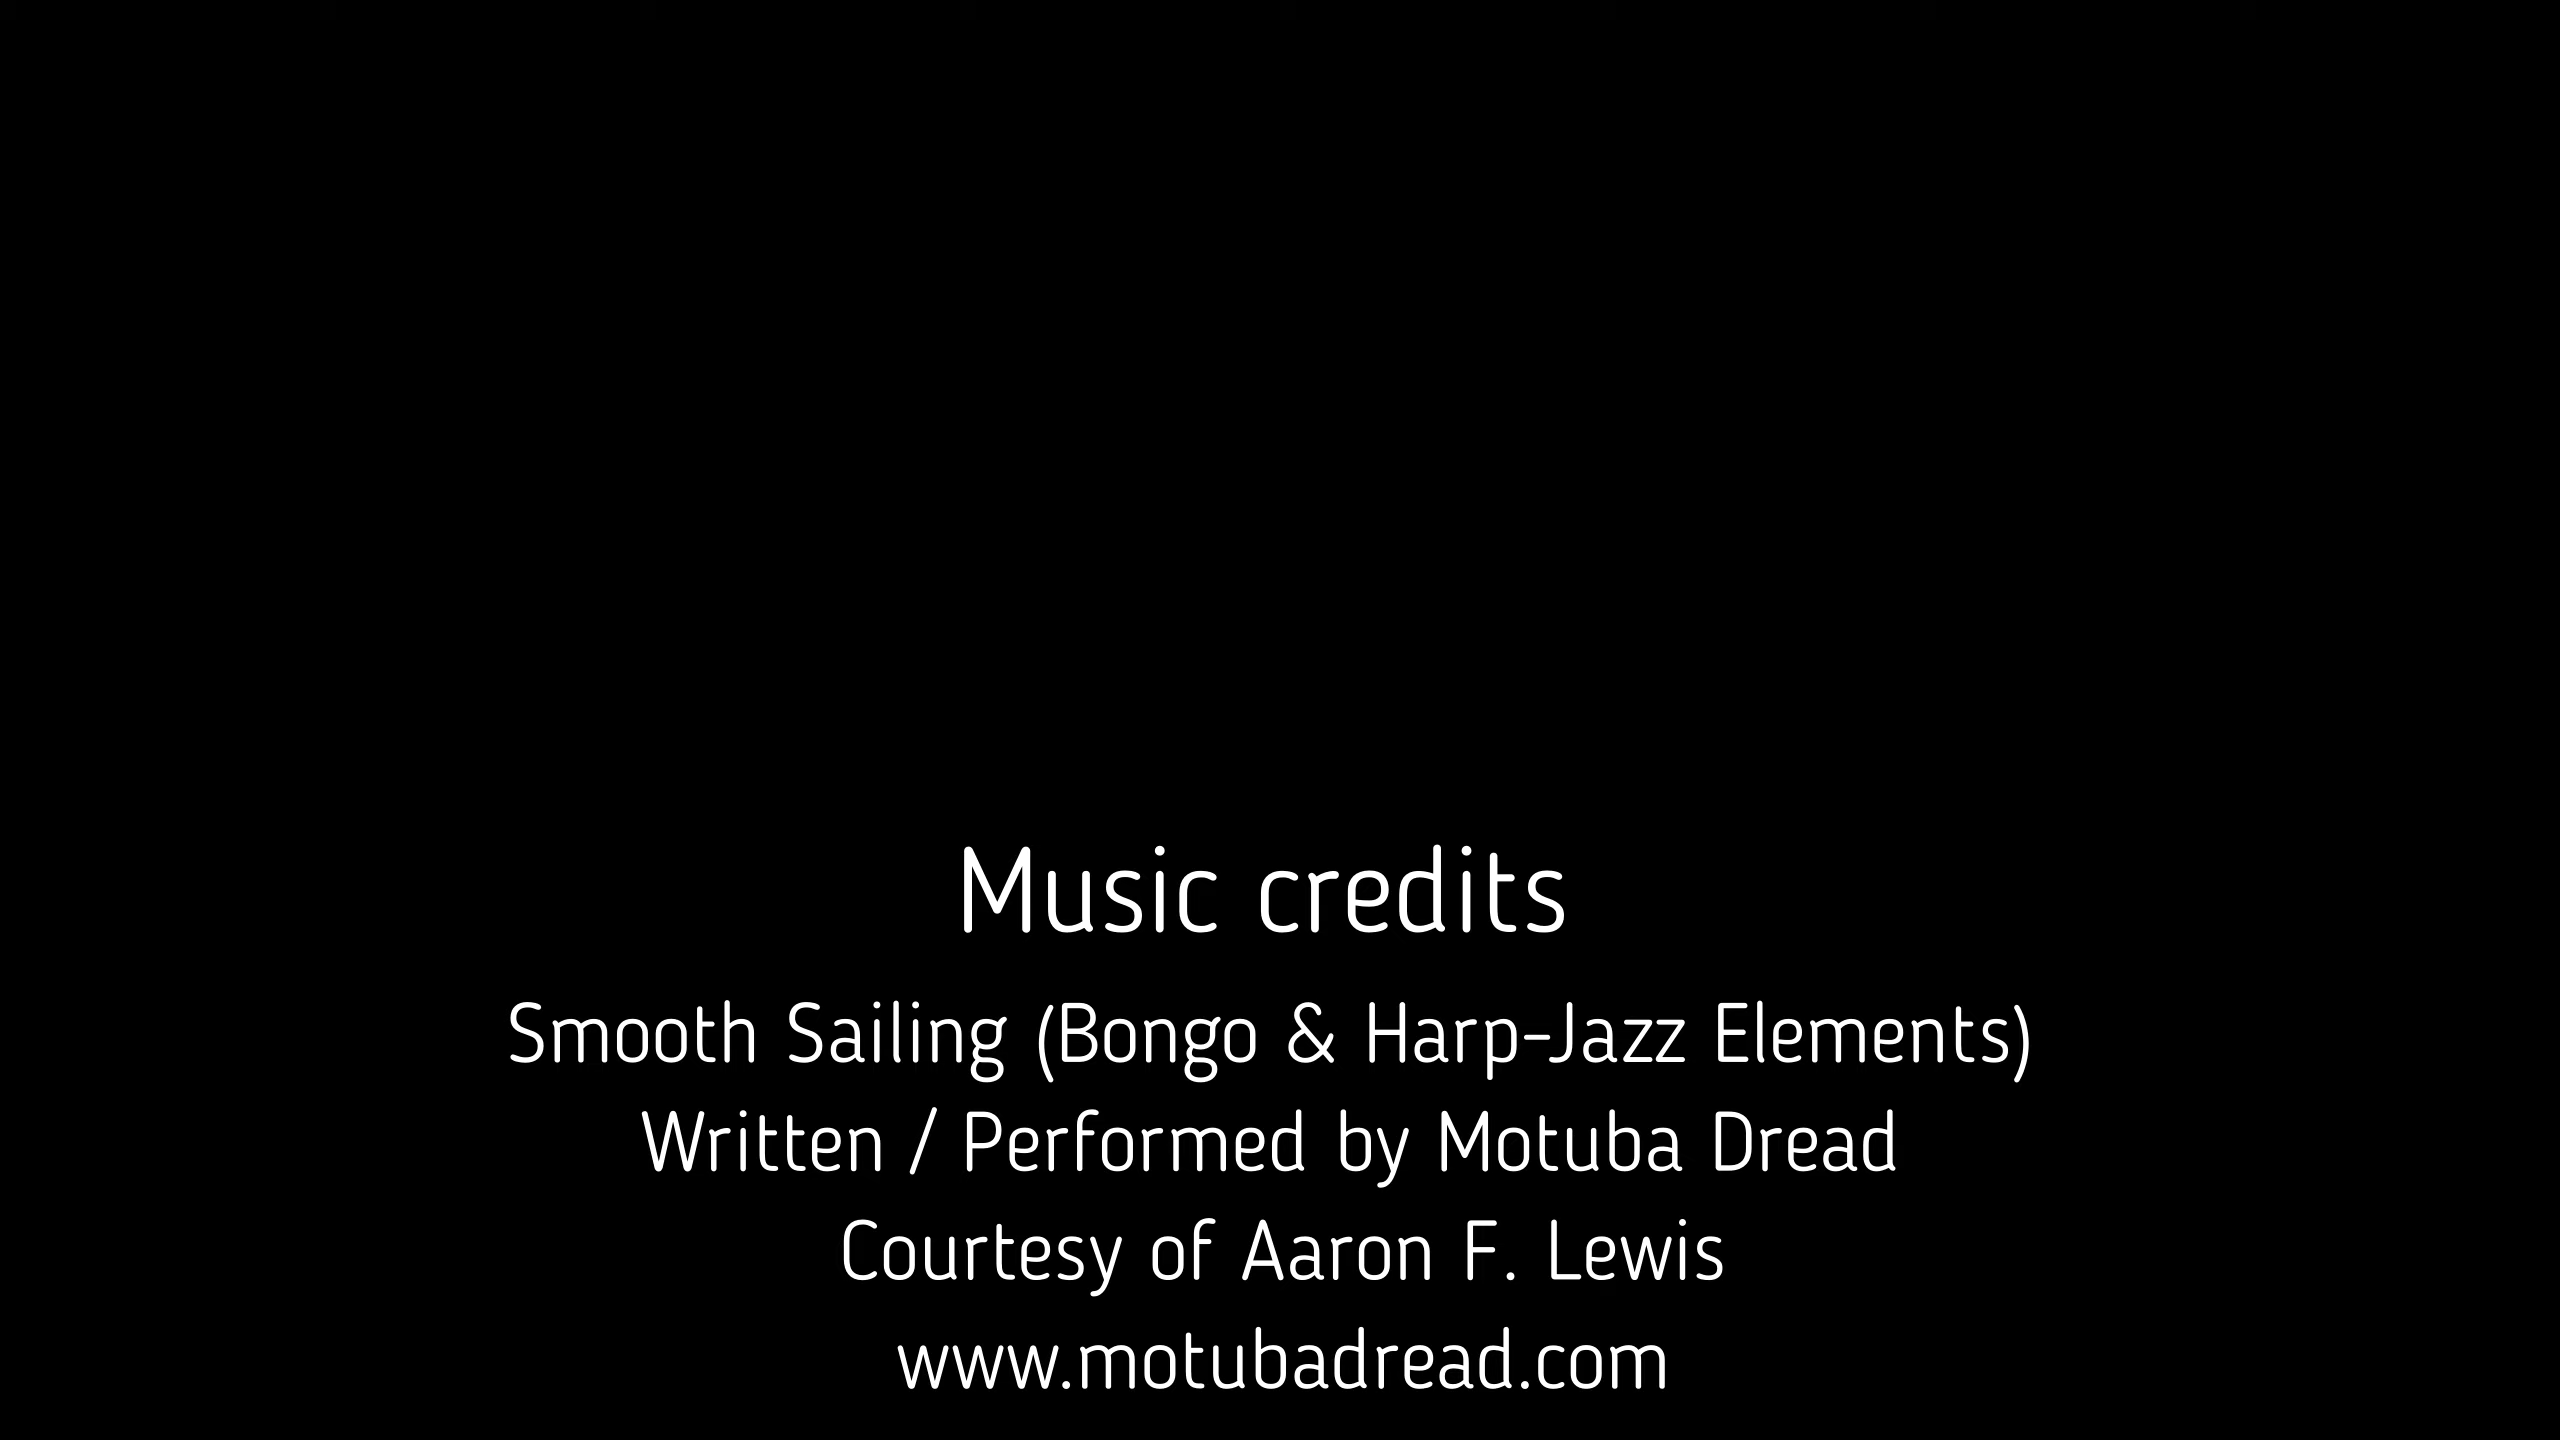 Music credits
Smooth Sailing (Bongo & Harp-Jazz Elements)
Written / Performed by Motuba Dread
Courtesy of Aaron F. Lewis
www.motubadread.com